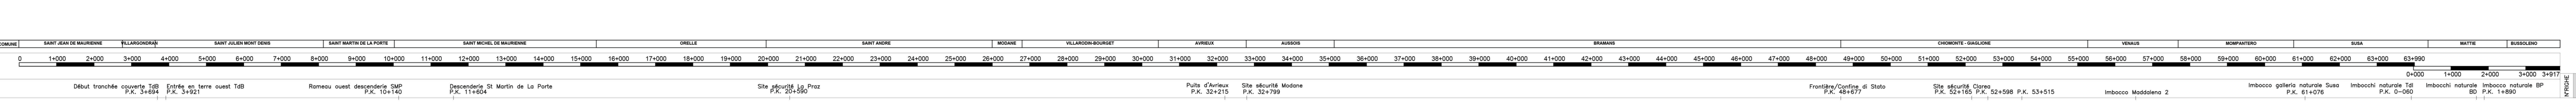 COMUNE SAINT JEAN DE MAURIENNE VILLARGONDRAN SAINT JULIEN MONT DENIS SAINT MARTIN DE LA PORTE SAINT MICHEL DE MAURIENNE ORELLE SAINT ANDRE MODANE VILLARODIN-BOURGET AVRIEUX AUSSOIS BRAMANS CHIOMONTE - GIAGLIONE VENAUS MOMPANTERO SUSA MATTIE BUSSOLENO
0 1+000 2+000 3+000 4+000 5+000 6+000 7+000 8+000 9+000 10+000 11+000 12+000 13+000 14+000 15+000 16+000 17+000 18+000 19+000 20+000 21+000 22+000 23+000 24+000 25+000 26+000 27+000 28+000 29+000 30+000 31+000 32+000 33+000 34+000 35+000 36+000 37+000 38+000 39+000 40+000 41+000 42+000 43+000 44+000 45+000 46+000 47+000 48+000 49+000 50+000 51+000 52+000 53+000 54+000 55+000 56+000 57+000 58+000 59+000 60+000 61+000 62+000 63+000 63+990
0+000 1+000 2+000 3+000 3+917
Début tranchée couverte TdB Entrée en terre ouest TdB Rameau ouest descenderie SMP Descenderie St Martin de La Porte Site sécurité La Praz Puits d'Avrieux Site sécurité Modane Frontière/Confine di Stato Site sécurité Clarea Imbocco galleria naturale Susa Imbocchi naturale TdI Imbocchi naturale Imbocco naturale BP
P.K. 3+694 P.K. 3+921 P.K. 10+140 P.K. 11+604 P.K. 20+590 P.K. 32+215 P.K. 32+799 P.K. 48+677 P.K. 52+165 P.K. 52+598 P.K. 53+515 Imbocco Maddalena 2 P.K. 61+076 P.K. 0-060 BD P.K. 1+890